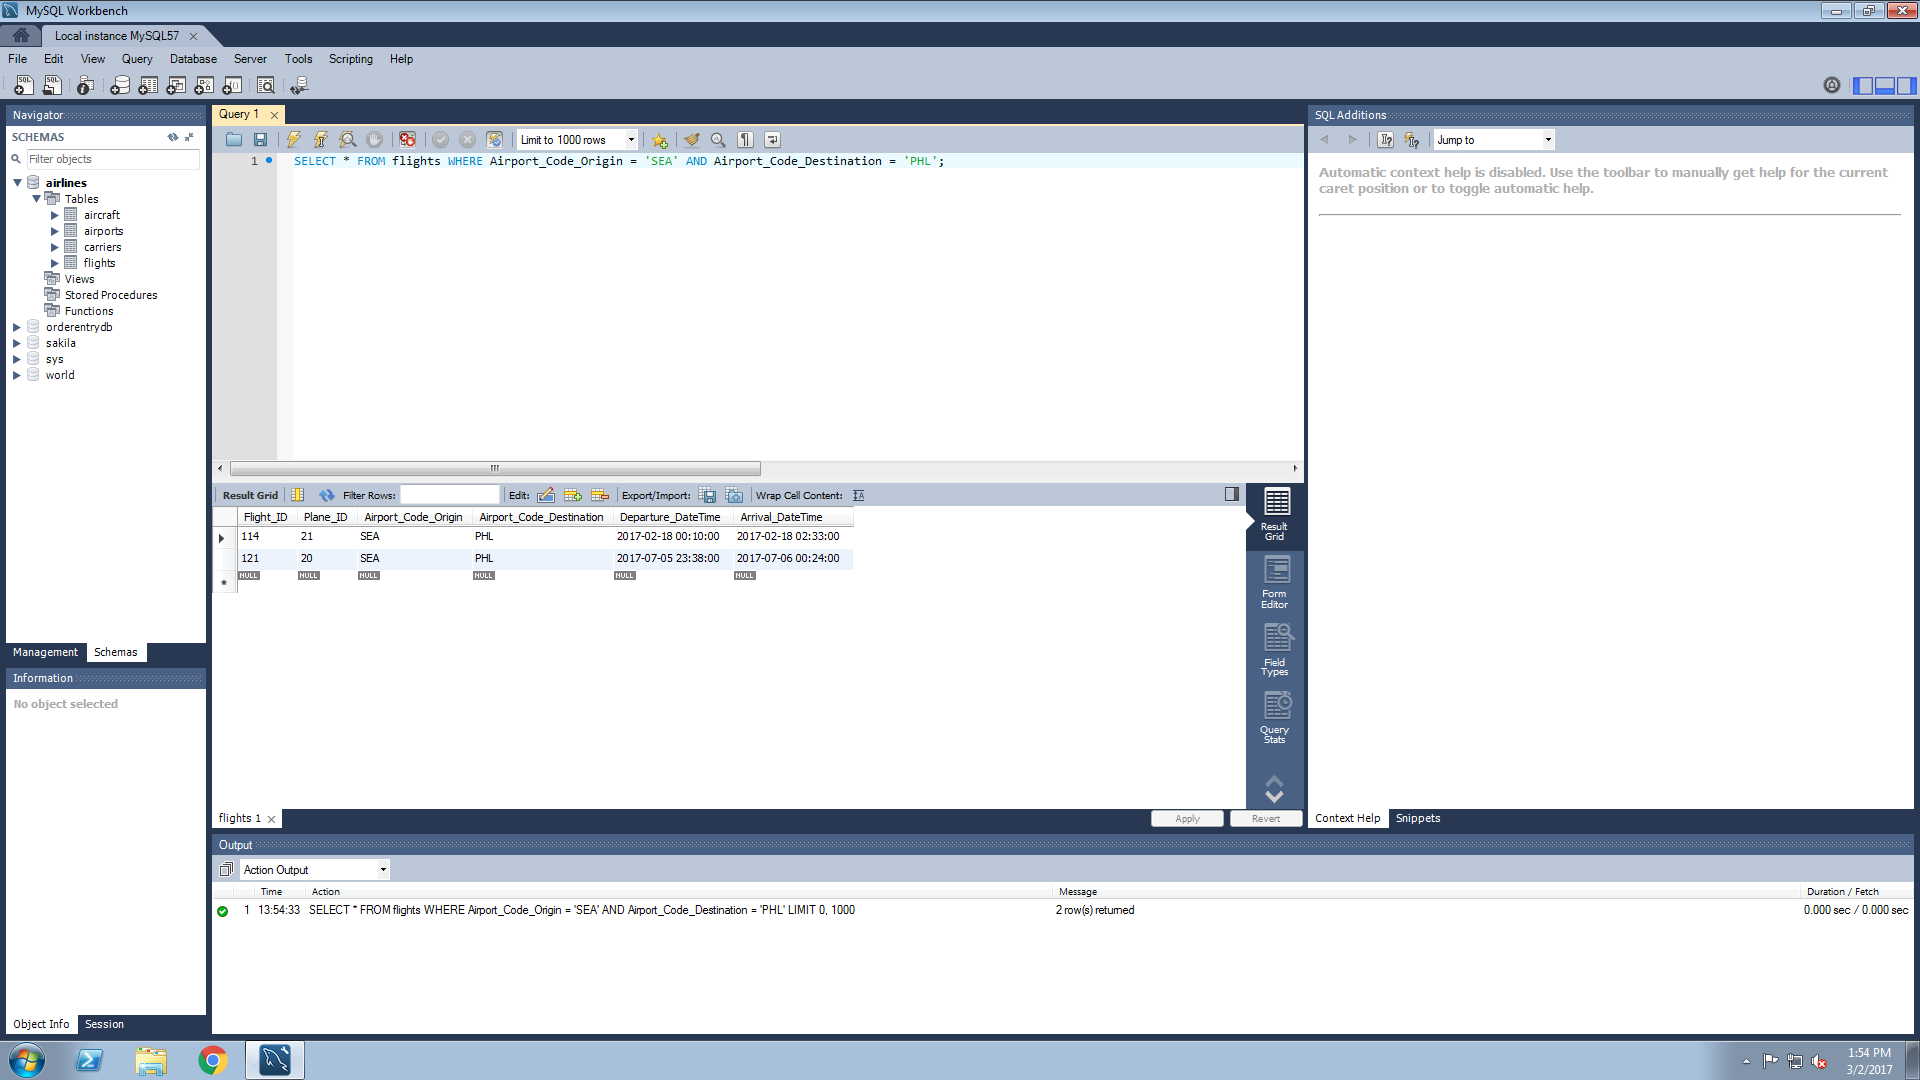 MySQL Workbench
Local instance MySQL57
File Edit View Query Database Server Tools Scripting Help
Navigator
SCHEMAS
Filter objects
airlines
Tables
aircraft
airports
carriers
flights
Views
Stored Procedures
Functions
orderentrydb
sakila
sys
world
Management Schemas
Information
No object selected
Object Info Session
Query 1
Limit to 1000 rows
1 SELECT * FROM flights WHERE Airport_Code_Origin = 'SEA' AND Airport_Code_Destination = 'PHL';
Result Grid Filter Rows: Edit: Export/Import: Wrap Cell Content:
Flight_ID Plane_ID Airport_Code_Origin Airport_Code_Destination Departure_DateTime Arrival_DateTime
114 21 SEA PHL 2017-02-18 00:10:00 2017-02-18 02:33:00
121 20 SEA PHL 2017-07-05 23:38:00 2017-07-06 00:24:00
NULL NULL NULL NULL NULL NULL
Result
Grid
Form
Editor
Field
Types
Query
Stats
flights 1
Apply Revert
SQL Additions
Jump to
Automatic context help is disabled. Use the toolbar to manually get help for the current
caret position or to toggle automatic help.
Context Help Snippets
Output
Action Output
Time Action Message Duration / Fetch
1 13:54:33 SELECT * FROM flights WHERE Airport_Code_Origin = 'SEA' AND Airport_Code_Destination = 'PHL' LIMIT 0, 1000 2 row(s) returned 0.000 sec / 0.000 sec
1:54 PM
3/2/2017